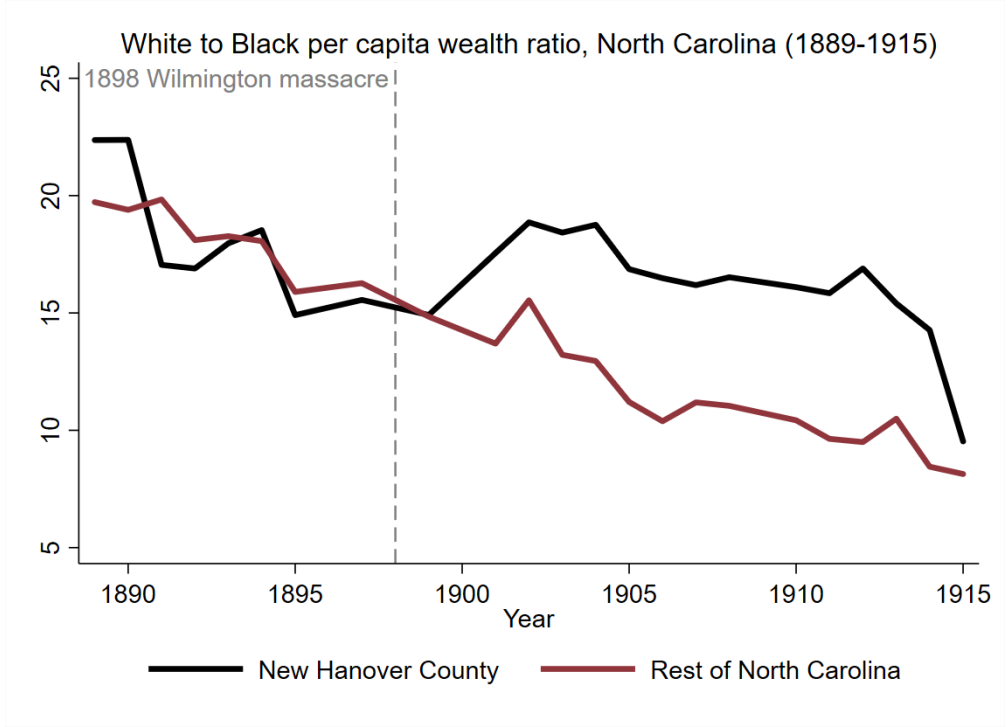 White to Black per capita wealth ratio, North Carolina (1889-1915)
1898 Wilmington massacre
25
20
15
10
5
1890 1895 1900 1905 1910 1915
Year
New Hanover County Rest of North Carolina